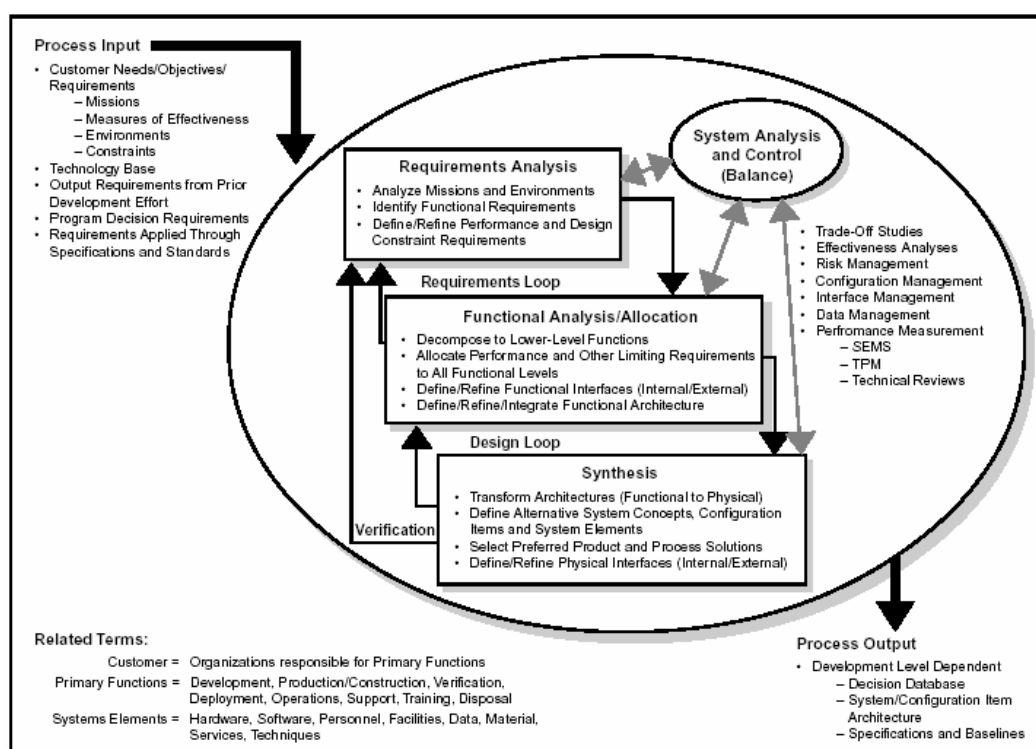 Process Input
• Customer Needs/Objectives/
Requirements
– Missions
– Measures of Effectiveness
– Environments
– Constraints
• Technology Base
• Output Requirements from Prior
Development Effort
• Program Decision Requirements
• Requirements Applied Through
Specifications and Standards
System Analysis
and Control
(Balance)
Requirements Analysis
• Analyze Missions and Environments
• Identify Functional Requirements
• Define/Refine Performance and Design
Constraint Requirements
• Trade-Off Studies
• Effectiveness Analyses
• Risk Management
• Configuration Management
• Interface Management
• Data Management
• Perfromance Measurement
– SEMS
– TPM
– Technical Reviews
Requirements Loop
Functional Analysis/Allocation
• Decompose to Lower-Level Functions
• Allocate Performance and Other Limiting Requirements
to All Functional Levels
• Define/Refine Functional Interfaces (Internal/External)
• Define/Refine/Integrate Functional Architecture
Design Loop
Synthesis
• Transform Architectures (Functional to Physical)
• Define Alternative System Concepts, Configuration
Items and System Elements
• Select Preferred Product and Process Solutions
• Define/Refine Physical Interfaces (Internal/External)
Verification
Related Terms:
Customer = Organizations responsible for Primary Functions
Primary Functions = Development, Production/Construction, Verification,
Deployment, Operations, Support, Training, Disposal
Systems Elements = Hardware, Software, Personnel, Facilities, Data, Material,
Services, Techniques
Process Output
• Development Level Dependent
– Decision Database
– System/Configuration Item
Architecture
– Specifications and Baselines